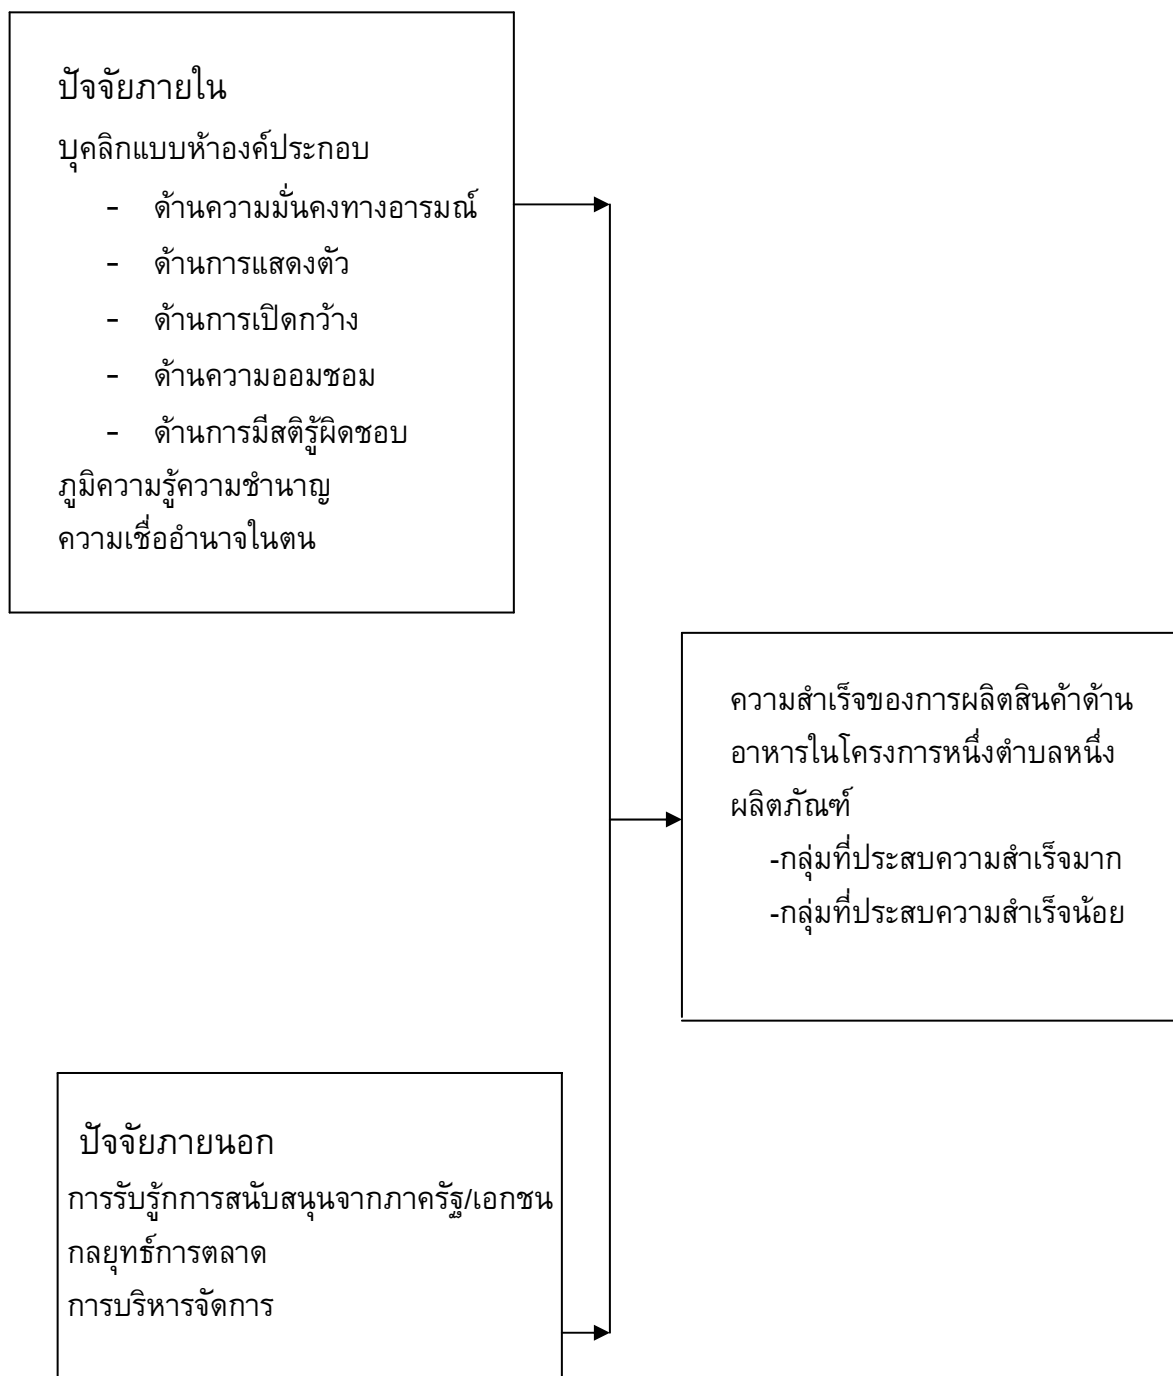 ปัจจัยภายใน
บุคลิกแบบห้าองค์ประกอบ
- ด้านความมั่นคงทางอารมณ์
- ด้านการแสดงตัว
- ด้านการเปิดกว้าง
- ด้านความออมชอม
- ด้านการมีสติรู้ผิดชอบ
ภูมิความรู้ความชำนาญ
ความเชื่ออำนาจในตน
ความสำเร็จของการผลิตสินค้าด้าน
อาหารในโครงการหนึ่งตำบลหนึ่ง
ผลิตภัณฑ์
-กลุ่มที่ประสบความสำเร็จมาก
-กลุ่มที่ประสบความสำเร็จน้อย
ปัจจัยภายนอก
การรับรู้กการสนับสนุนจากภาครัฐ/เอกชน
กลยุทธ์การตลาด
การบริหารจัดการ